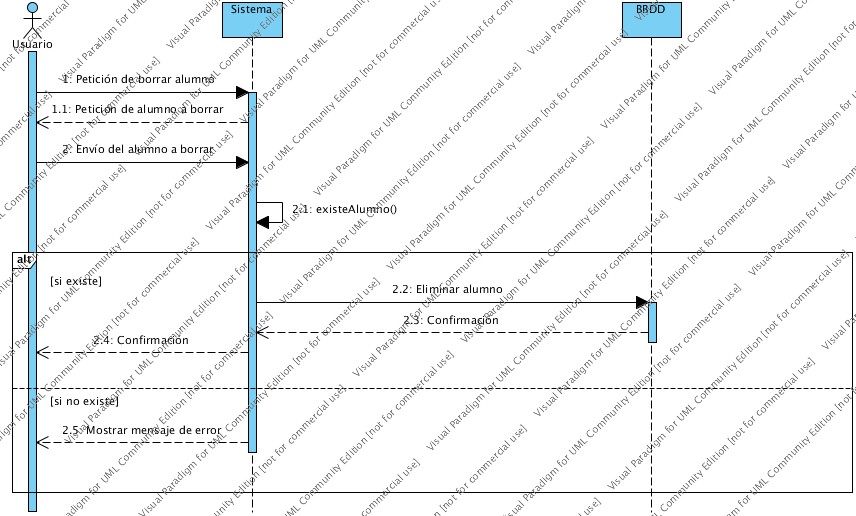 Usuario
Sistema
BBDD
1: Petición de borrar alumno
1.1: Petición de alumno a borrar
2: Envío del alumno a borrar
2.1: existeAlumno()
alt
[si existe]
2.2: Eliminar alumno
2.3: Confirmación
2.4: Confirmación
[si no existe]
2.5: Mostrar mensaje de error
Visual Paradigm for UML Community Edition [not for commercial use]